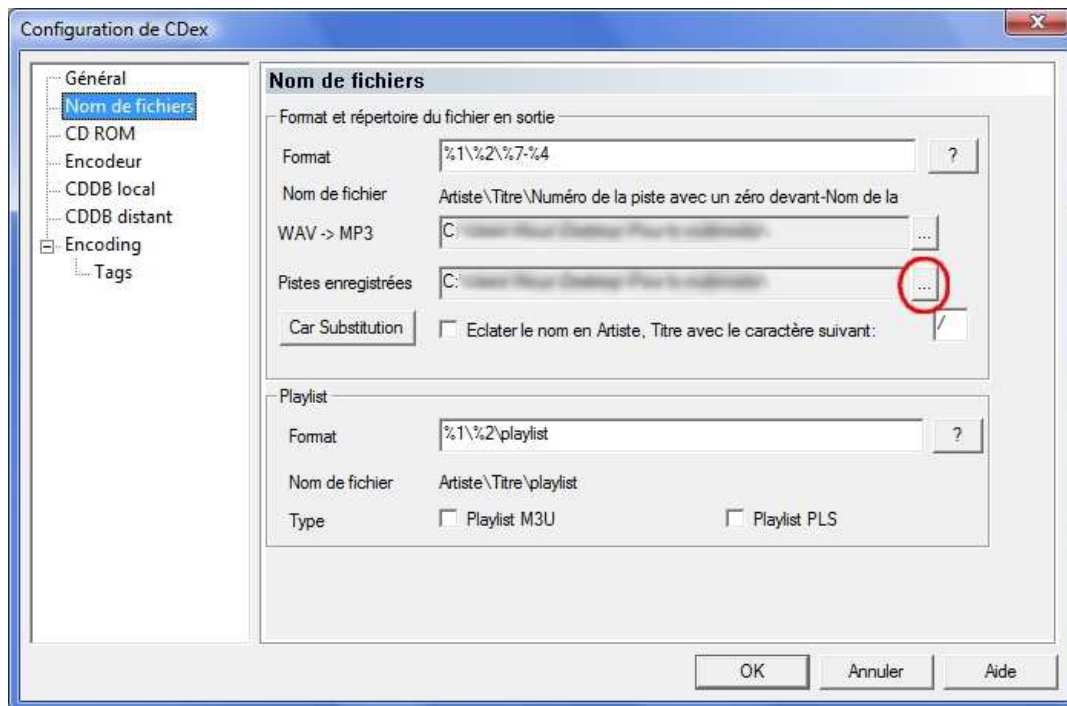 Configuration de CDex
Général
Nom de fichiers
CD ROM
Encodeur
CDDB local
CDDB distant
Encoding
Tags
Nom de fichiers
Format et répertoire du fichier en sortie
Format %1\%2\%7-%4 ?
Nom de fichier Artiste\Titre\Numéro de la piste avec un zéro devant-Nom de la
WAV -> MP3 C ...
Pistes enregistrées C: ...
Car Substitution Eclater le nom en Artiste, Titre avec le caractère suivant: /
Playlist
Format %1\%2\playlist ?
Nom de fichier Artiste\Titre\playlist
Type Playlist M3U Playlist PLS
OK Annuler Aide